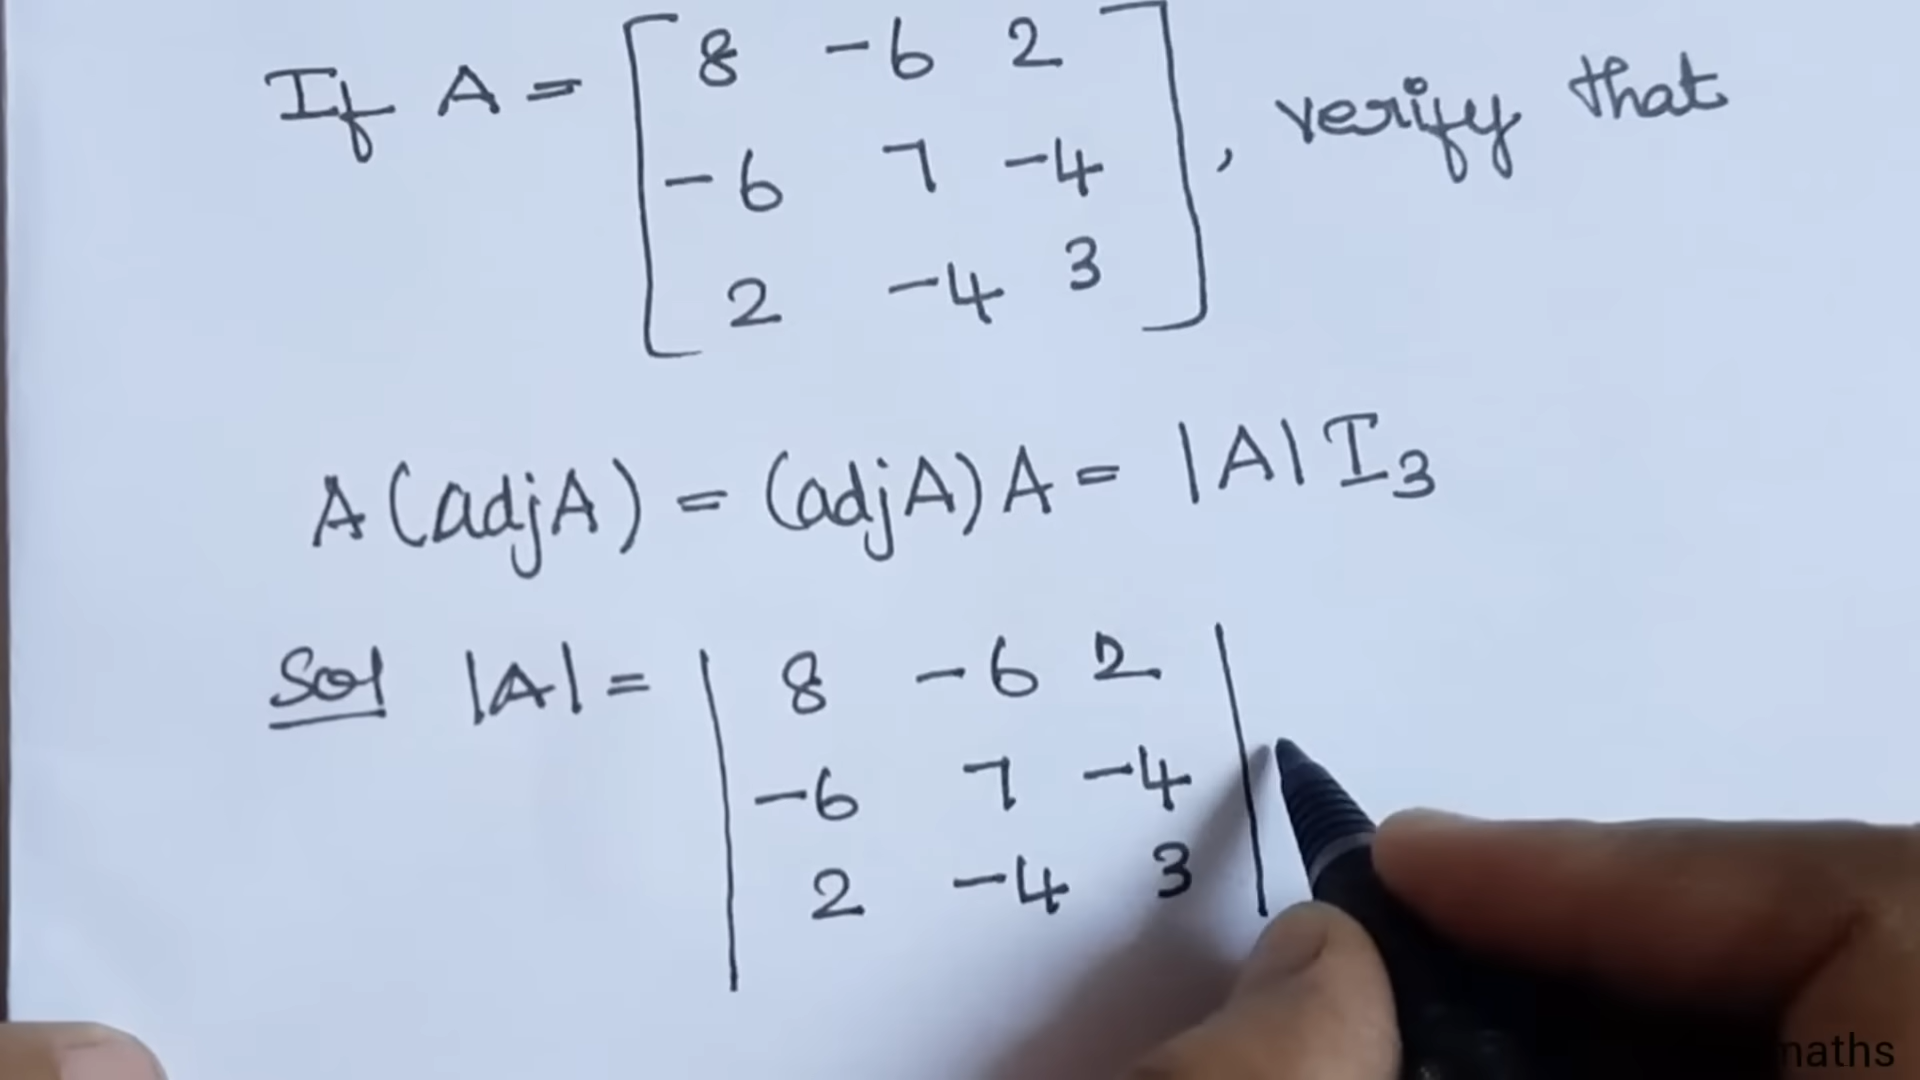 If A = [ 8 -6 2
-6 7 -4 ], verify that
2 -4 3
A(adjA) = (adjA)A = |A| I₃
Sol |A| = | 8 -6 2 |
-6 7 -4
2 -4 3
maths